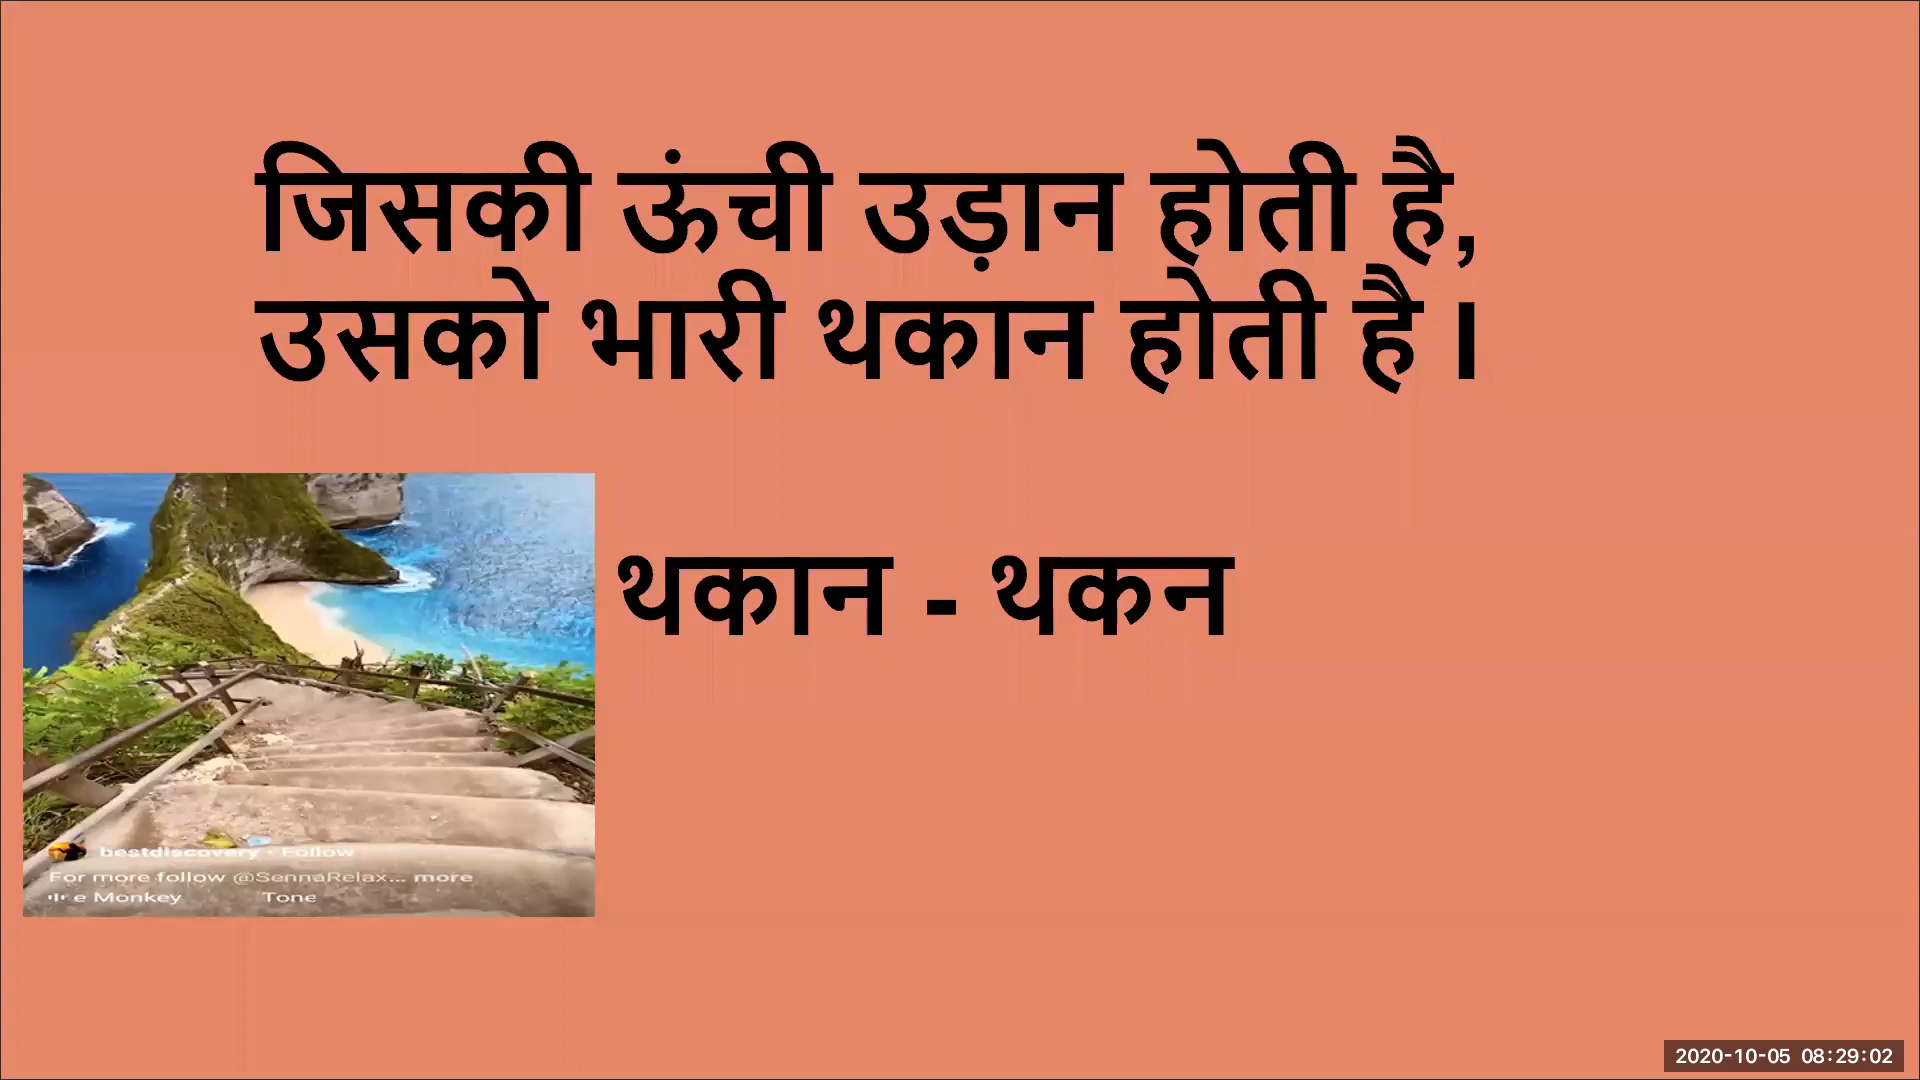 जिसकी ऊंची उड़ान होती है,
उसको भारी थकान होती है ।
थकान - थकन
bestdiscovery • Follow
For more follow @SennaRelax... more
e Monkey Tone
2020-10-05 08:29:02